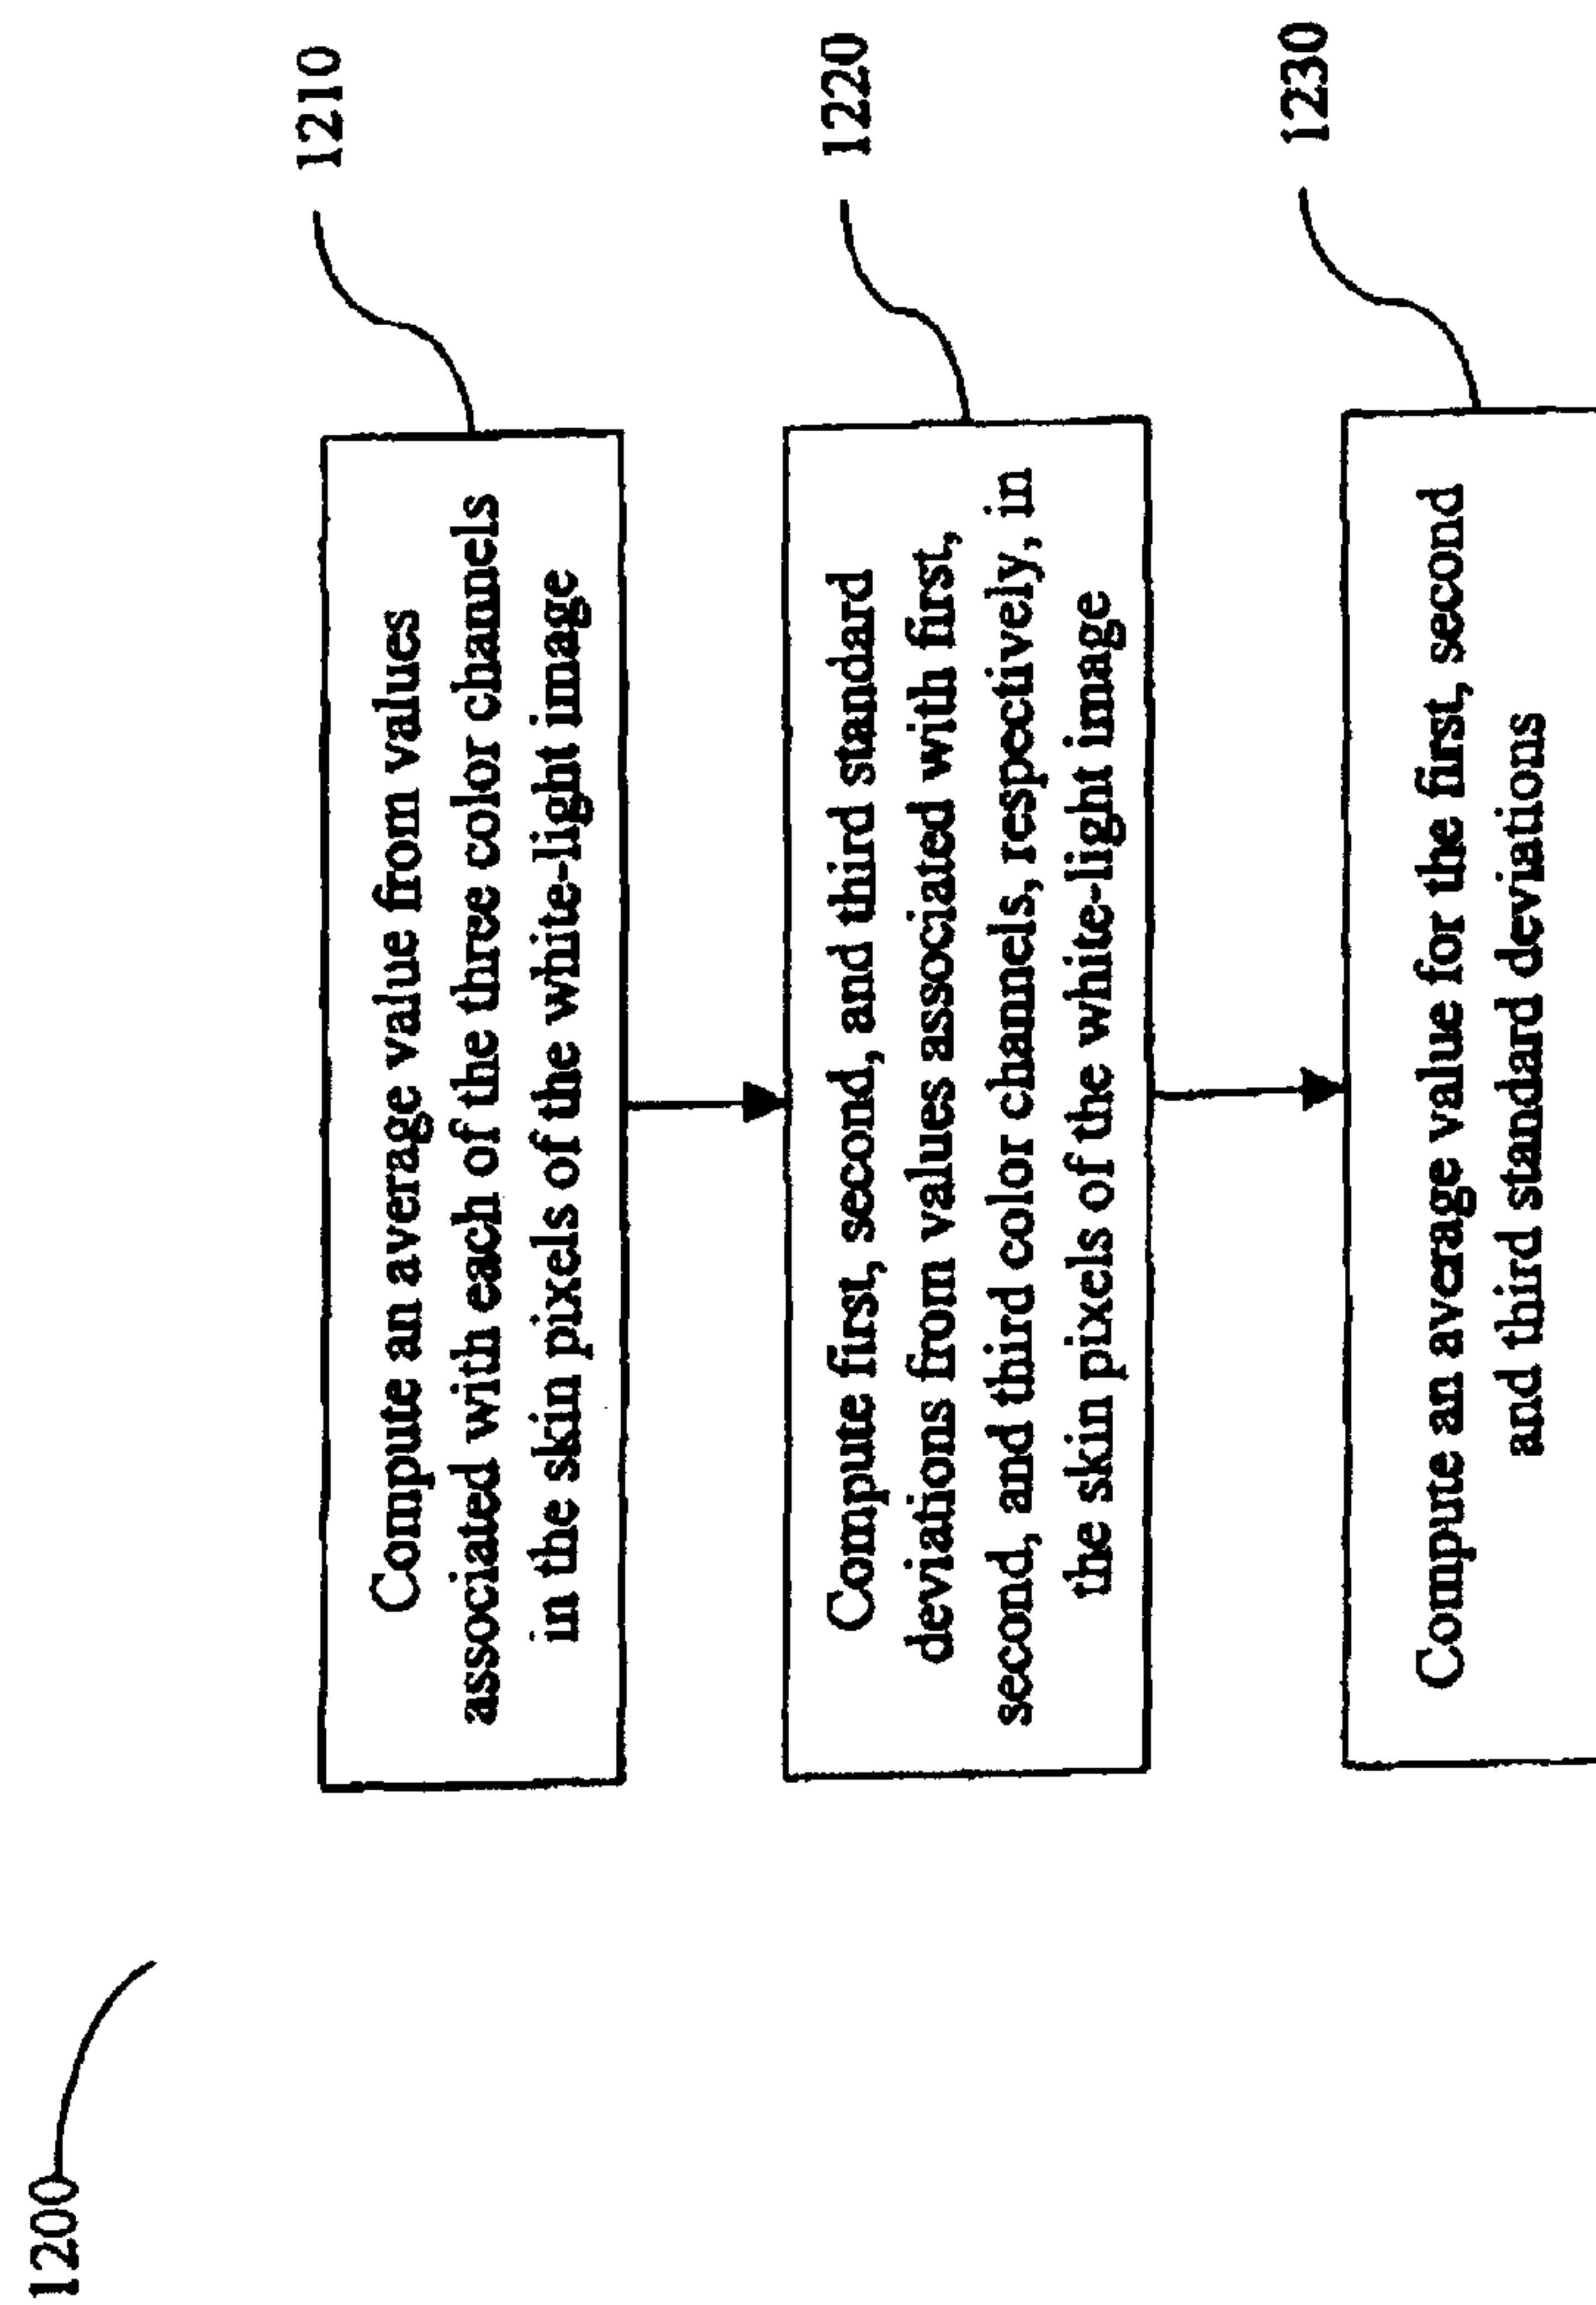 1200
1210
Compute an average value from values
associated with each of the three color channels
in the skin pixels of the white-light image
1220
Compute first, second, and third standard
deviations from values associated with first,
second, and third color channels, respectively, in
the skin pixels of the white-light image
1230
Compute an average value for the first, second
and third standard deviations